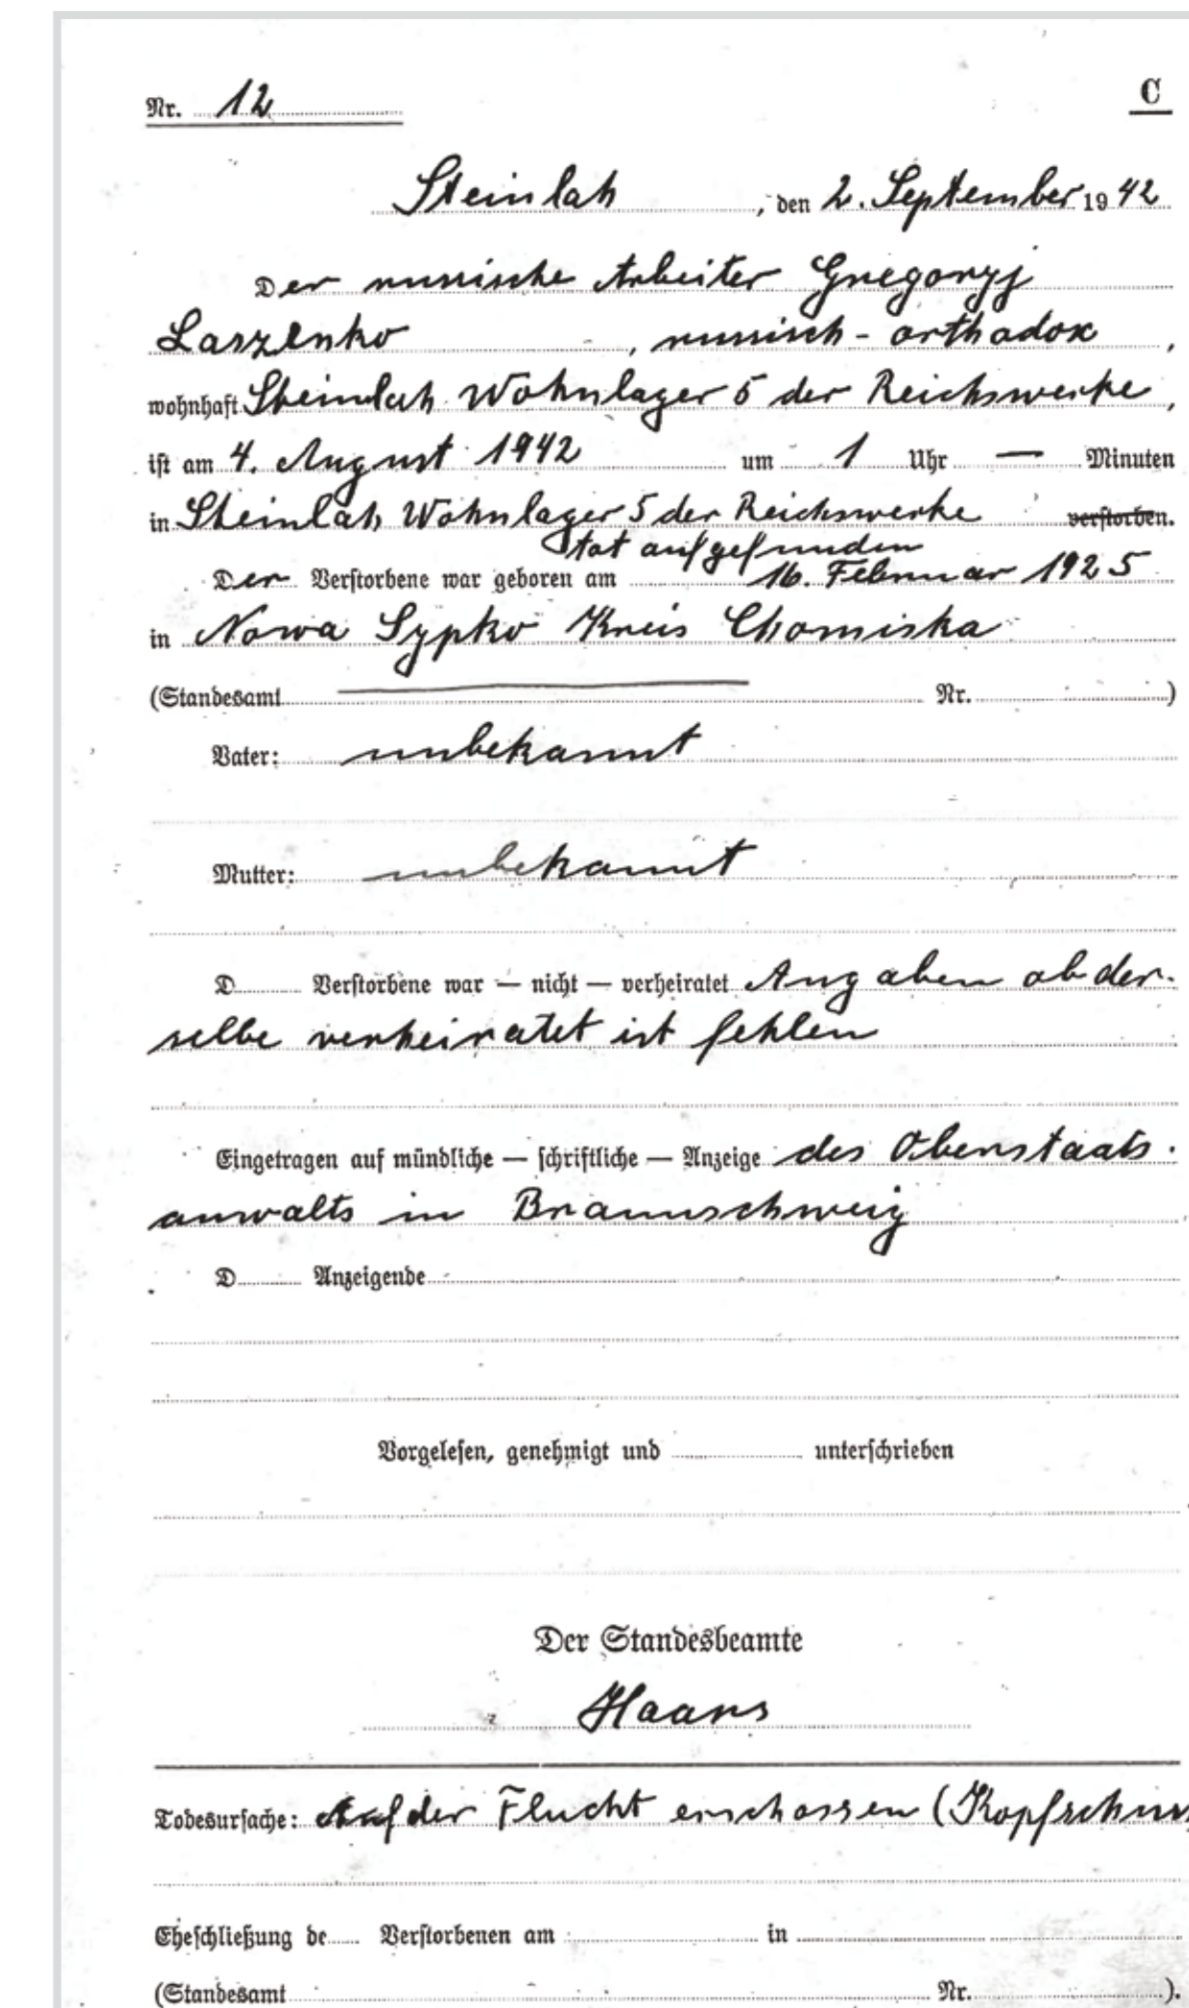 Nr. 12
C
Steinlah, den 2. September 1942
Der russische Arbeiter Gregoryj
Laszenko, russisch-orthodox,
wohnhaft Steinlah Wohnlager 5 der Reichswerke,
ist am 4. August 1942 um 1 Uhr — Minuten
in Steinlah, Wohnlager 5 der Reichswerke verstorben.
tot aufgefunden
Der Verstorbene war geboren am 16. Februar 1925
in Nowa Sypko Kreis Chomiska
(Standesamt Nr. )
Vater: unbekannt
Mutter: unbekannt
D Verstorbene war — nicht — verheiratet Angaben ob der-
selbe verheiratet ist fehlen
Eingetragen auf mündliche — schriftliche — Anzeige des Oberstaats-
anwalts in Braunschweig
D Anzeigende
Vorgelesen, genehmigt und unterschrieben
Der Standesbeamte
Haars
Todesursache: Auf der Flucht erschossen (Kopfschuss
Eheschließung de Verstorbenen am in
(Standesamt Nr. ).